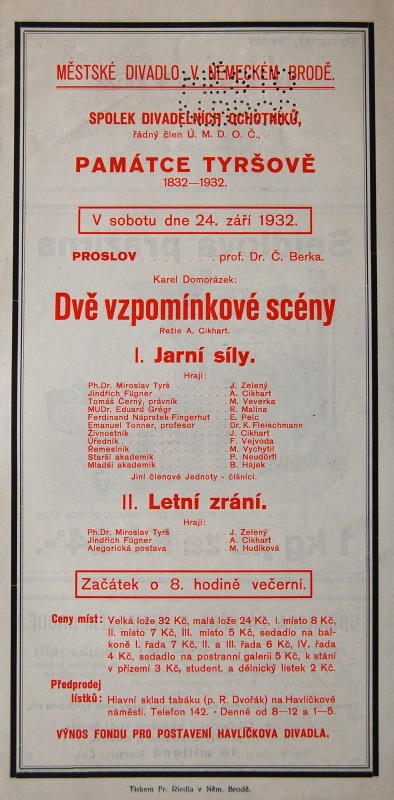 MĚSTSKÉ DIVADLO V NĚMECKÉM BRODĚ.
SPOLEK DIVADELNÍCH OCHOTNÍKŮ,
řádný člen Ú. M. D. O. Č.,
PAMÁTCE TYRŠOVĚ
1832—1932.
V sobotu dne 24. září 1932.
PROSLOV . . . . . . . . prof. Dr. Č. Berka.
Karel Domorázek:
Dvě vzpomínkové scény
Režie A. Cikhart.
I. Jarní síly.
Hrají:
Ph.Dr. Miroslav Tyrš . . . . . J. Zelený
Jindřich Fügner . . . . . A. Cikhart
Tomáš Černý, právník . . . . . M. Veverka
MUDr. Eduard Grégr . . . . . R. Malina
Ferdinand Náprstek-Fingerhut . . E. Pelc
Emanuel Tonner, profesor . . . Dr. K. Fleischmann
Živnostník . . . . . J. Cikhart
Úředník . . . . . F. Vejvoda
Řemeslník . . . . . M. Vychytil
Starší akademik . . . . . P. Neudörfl
Mladší akademik . . . . . B. Hájek
Jiní členové Jednoty - číšníci.
II. Letní zrání.
Hrají:
Ph.Dr. Miroslav Tyrš . . . . . J. Zelený
Jindřich Fügner . . . . . A. Cikhart
Alegorická postava . . . . . M. Hudíková
Začátek o 8. hodině večerní.
Ceny míst: Velká lože 32 Kč, malá lože 24 Kč, I. místo 8 Kč,
II. místo 7 Kč, III. místo 5 Kč, sedadlo na bal-
koně I. řada 7 Kč, II. a III. řada 6 Kč, IV. řada
4 Kč, sedadlo na postranní galerii 5 Kč, k stání
v přízemí 3 Kč, student. a dělnický lístek 2 Kč.
Předprodej
lístků: Hlavní sklad tabáku (p. R. Dvořák) na Havlíčkově
náměstí. Telefon 142. - Denně od 8—12 a 1—5.
VÝNOS FONDU PRO POSTAVENÍ HAVLÍČKOVA DIVADLA.
Tiskem Fr. Riedla v Něm. Brodě.